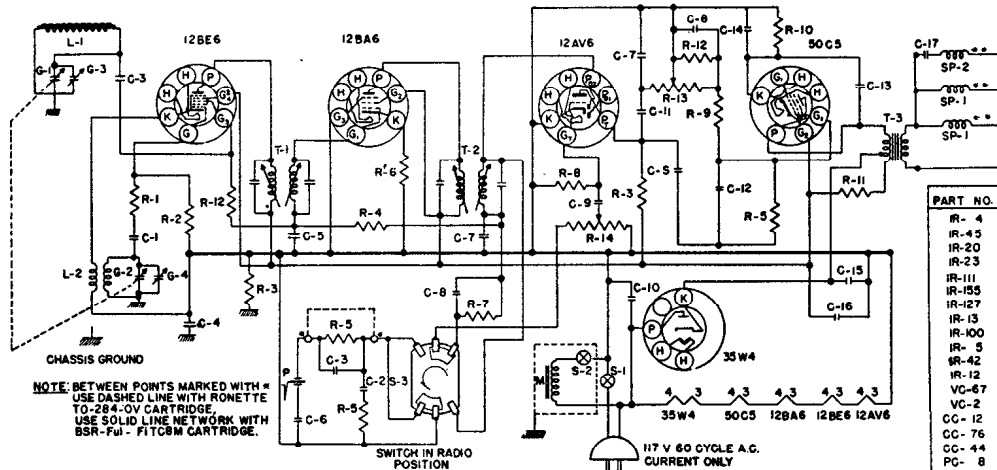 12BE6
12BA6
12AV6
50C5
L-1
G-1
G-3
C-3
H
H
P
K
G
H
H
P
G₂
K
G₃
G₁
H
H
K
G₁
C-7
C-8
R-12
R-13
C-11
R-9
C-14
R-10
H
H
K
P
C-13
T-3
C-17
SP-2
SP-1
SP-1
R-11
R-1
R-2
R-12
C-1
L-2
G-2
G-4
C-4
T-1
C-5
R-4
R-6
T-2
C-7
R-8
C-9
R-14
R-3
C-5
C-12
R-5
R-3
C-8
R-7
R-5
C-3
C-2
S-3
R-5
P
C-6
C-10
K
P
H
H
35W4
C-15
C-16
M
S-2
S-1
4 3
4 3
4 3
4 3
4 3
35W4
50C5
12BA6
12BE6
12AV6
CHASSIS GROUND
NOTE: BETWEEN POINTS MARKED WITH *
USE DASHED LINE WITH RONETTE
TO-284-OV CARTRIDGE,
USE SOLID LINE NETWORK WITH
BSR-Ful - FITC8M CARTRIDGE.
SWITCH IN RADIO
POSITION
117 V 60 CYCLE A.C.
CURRENT ONLY
PART NO.
IR- 4
IR-45
IR-20
IR-23
IR-111
IR-155
IR-127
IR-13
IR-100
IR- 5
IR-42
IR-12
VC-67
VC-2
CC- 12
CC- 76
CC- 44
PC- 8